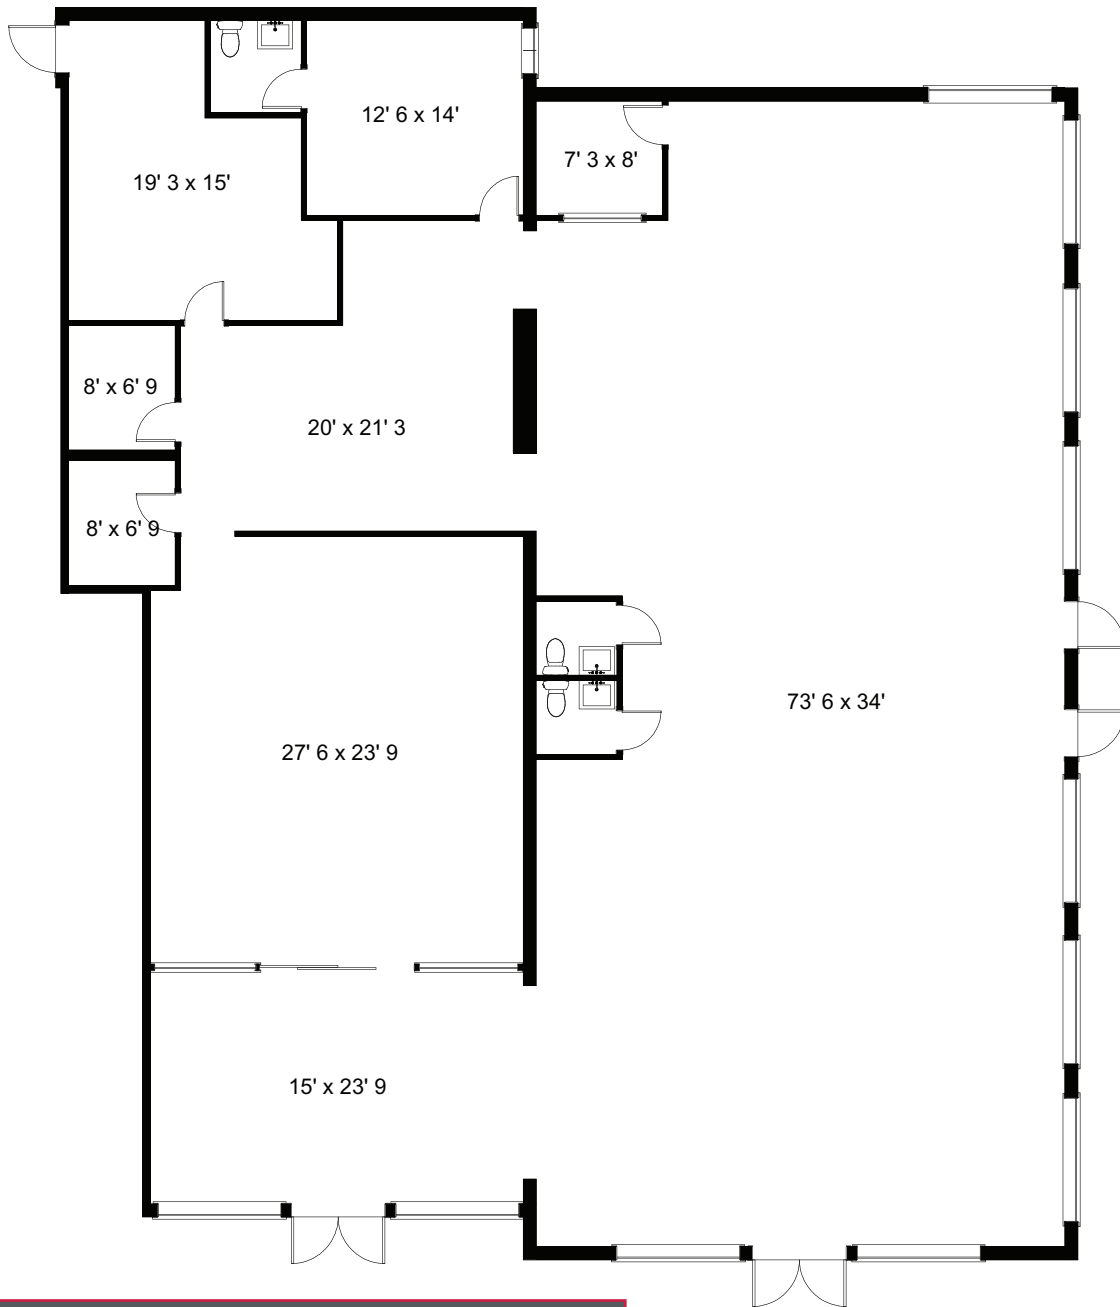 12' 6 x 14'
7' 3 x 8'
19' 3 x 15'
8' x 6' 9
20' x 21' 3
8' x 6' 9
73' 6 x 34'
27' 6 x 23' 9
15' x 23' 9